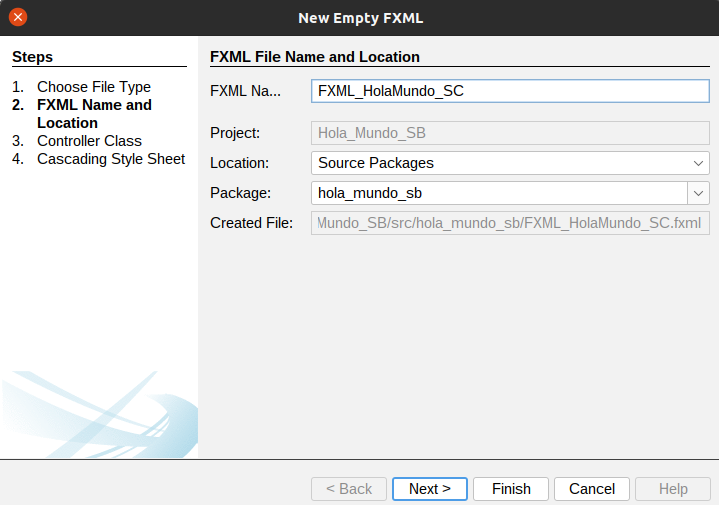 New Empty FXML
Steps
1. Choose File Type
2. FXML Name and
Location
3. Controller Class
4. Cascading Style Sheet
FXML File Name and Location
FXML Na... FXML_HolaMundo_SC
Project: Hola_Mundo_SB
Location: Source Packages
Package: hola_mundo_sb
Created File: Mundo_SB/src/hola_mundo_sb/FXML_HolaMundo_SC.fxml
< Back Next > Finish Cancel Help